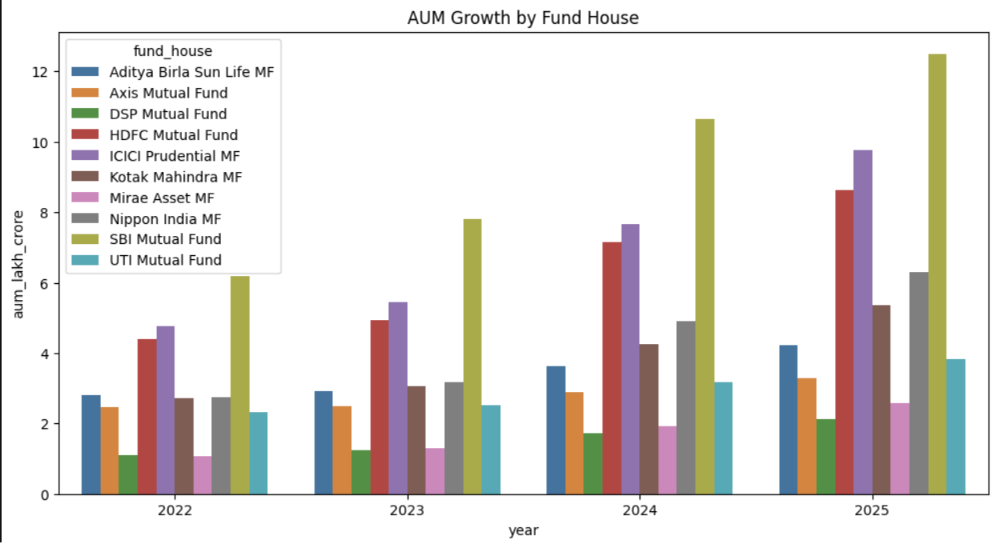 AUM Growth by Fund House
fund_house
Aditya Birla Sun Life MF
Axis Mutual Fund
DSP Mutual Fund
HDFC Mutual Fund
ICICI Prudential MF
Kotak Mahindra MF
Mirae Asset MF
Nippon India MF
SBI Mutual Fund
UTI Mutual Fund
aum_lakh_crore
12
10
8
6
4
2
0
2022
2023
2024
2025
year